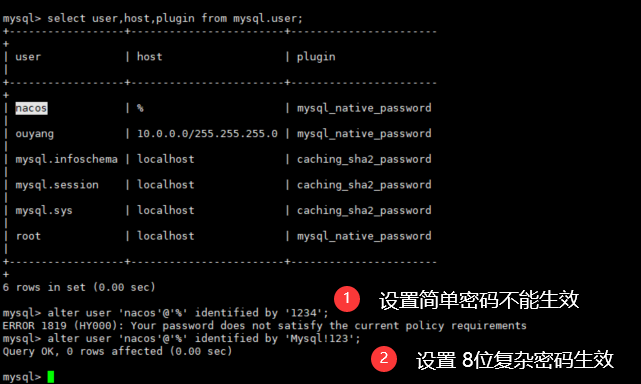 mysql> select user,host,plugin from mysql.user;
+------------------+------------------------+-----------------------
+
| user             | host                   | plugin
|
+------------------+------------------------+-----------------------
+
| nacos            | %                      | mysql_native_password
|
| ouyang           | 10.0.0.0/255.255.255.0 | mysql_native_password
|
| mysql.infoschema | localhost              | caching_sha2_password
|
| mysql.session    | localhost              | caching_sha2_password
|
| mysql.sys        | localhost              | caching_sha2_password
|
| root             | localhost              | mysql_native_password
|
+------------------+------------------------+-----------------------
+
6 rows in set (0.00 sec)
1 设置简单密码不能生效
mysql> alter user 'nacos'@'%' identified by '1234';
ERROR 1819 (HY000): Your password does not satisfy the current policy requirements
mysql> alter user 'nacos'@'%' identified by 'Mysql!123';
Query OK, 0 rows affected (0.00 sec)
2 设置 8位复杂密码生效
mysql>